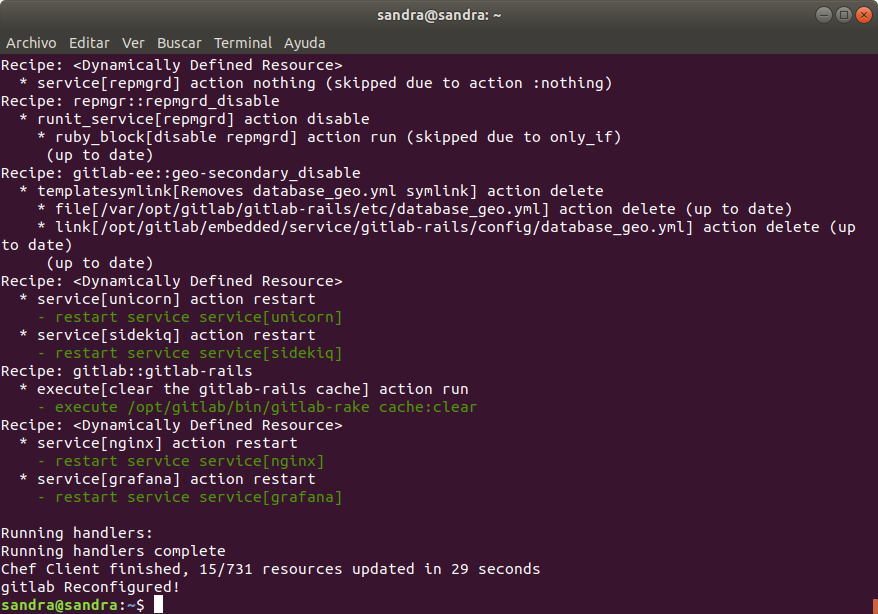 sandra@sandra: ~
Archivo Editar Ver Buscar Terminal Ayuda
Recipe: <Dynamically Defined Resource>
  * service[repmgrd] action nothing (skipped due to action :nothing)
Recipe: repmgr::repmgrd_disable
  * runit_service[repmgrd] action disable
    * ruby_block[disable repmgrd] action run (skipped due to only_if)
     (up to date)
Recipe: gitlab-ee::geo-secondary_disable
  * templatesymlink[Removes database_geo.yml symlink] action delete
    * file[/var/opt/gitlab/gitlab-rails/etc/database_geo.yml] action delete (up to date)
    * link[/opt/gitlab/embedded/service/gitlab-rails/config/database_geo.yml] action delete (up
to date)
     (up to date)
Recipe: <Dynamically Defined Resource>
  * service[unicorn] action restart
    - restart service service[unicorn]
  * service[sidekiq] action restart
    - restart service service[sidekiq]
Recipe: gitlab::gitlab-rails
  * execute[clear the gitlab-rails cache] action run
    - execute /opt/gitlab/bin/gitlab-rake cache:clear
Recipe: <Dynamically Defined Resource>
  * service[nginx] action restart
    - restart service service[nginx]
  * service[grafana] action restart
    - restart service service[grafana]

Running handlers:
Running handlers complete
Chef Client finished, 15/731 resources updated in 29 seconds
gitlab Reconfigured!
sandra@sandra:~$